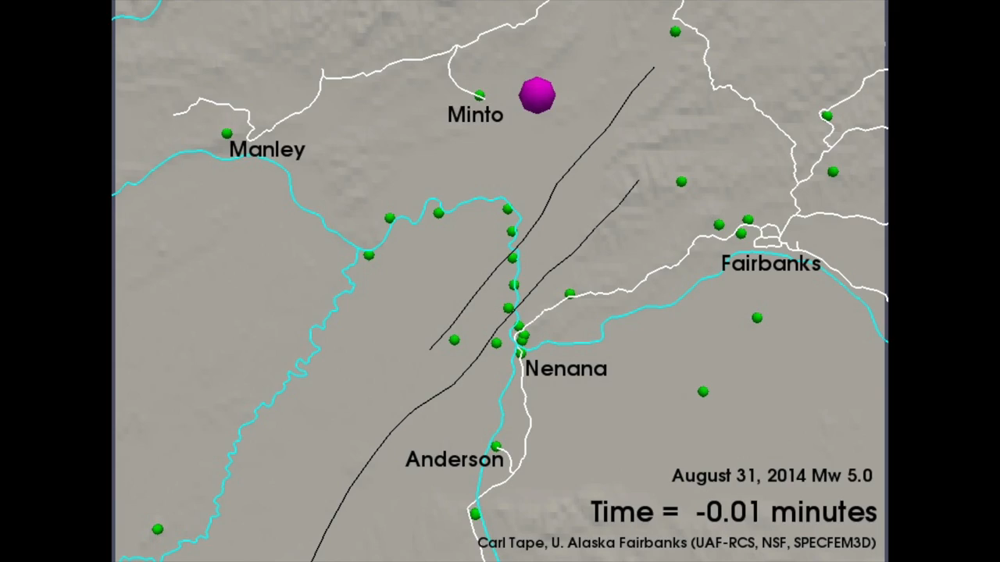 Minto
Manley
Fairbanks
Nenana
Anderson
August 31, 2014 Mw 5.0
Time = -0.01 minutes
Carl Tape, U. Alaska Fairbanks (UAF-RCS, NSF, SPECFEM3D)